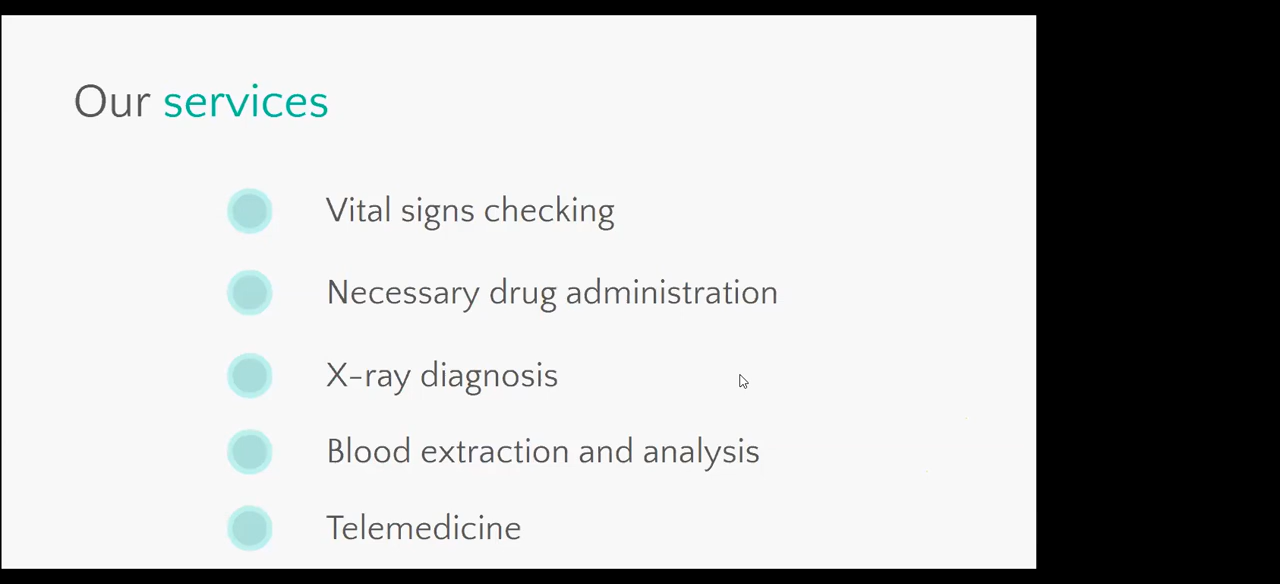 Our services
Vital signs checking
Necessary drug administration
X-ray diagnosis
Blood extraction and analysis
Telemedicine